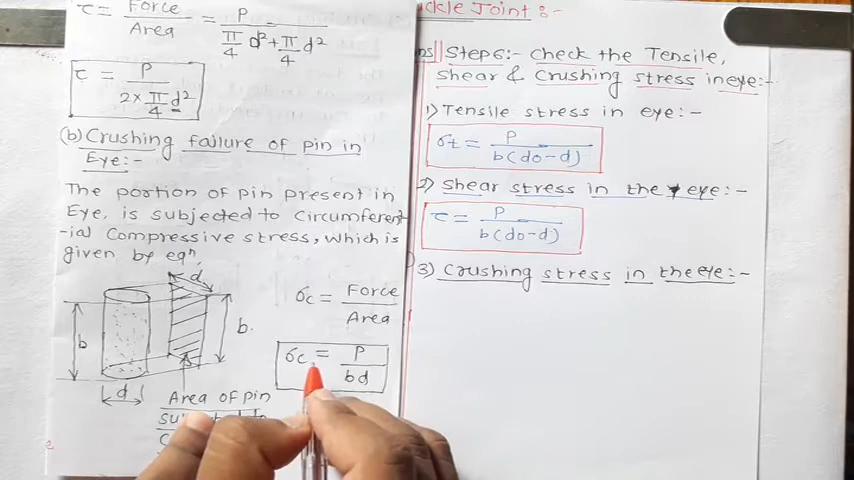 τ = Force / Area = P / π/4 d²+π/4 d²
τ = P / 2×π/4 d²
(b) Crushing failure of pin in
Eye:-
The portion of pin present in
Eye, is subjected to Circumferent
-ial Compressive stress, which is
given by eqⁿ,
d
σc = Force / Area
b
b.
σc = P / bd
d
Area of pin
uckle Joint:-
Step 6:- Check the Tensile,
Shear & Crushing stress in eye:-
1) Tensile stress in eye:-
σt = P / b(do-d)
2) Shear stress in the eye:-
τ = P / b(do-d)
3) Crushing stress in the eye:-